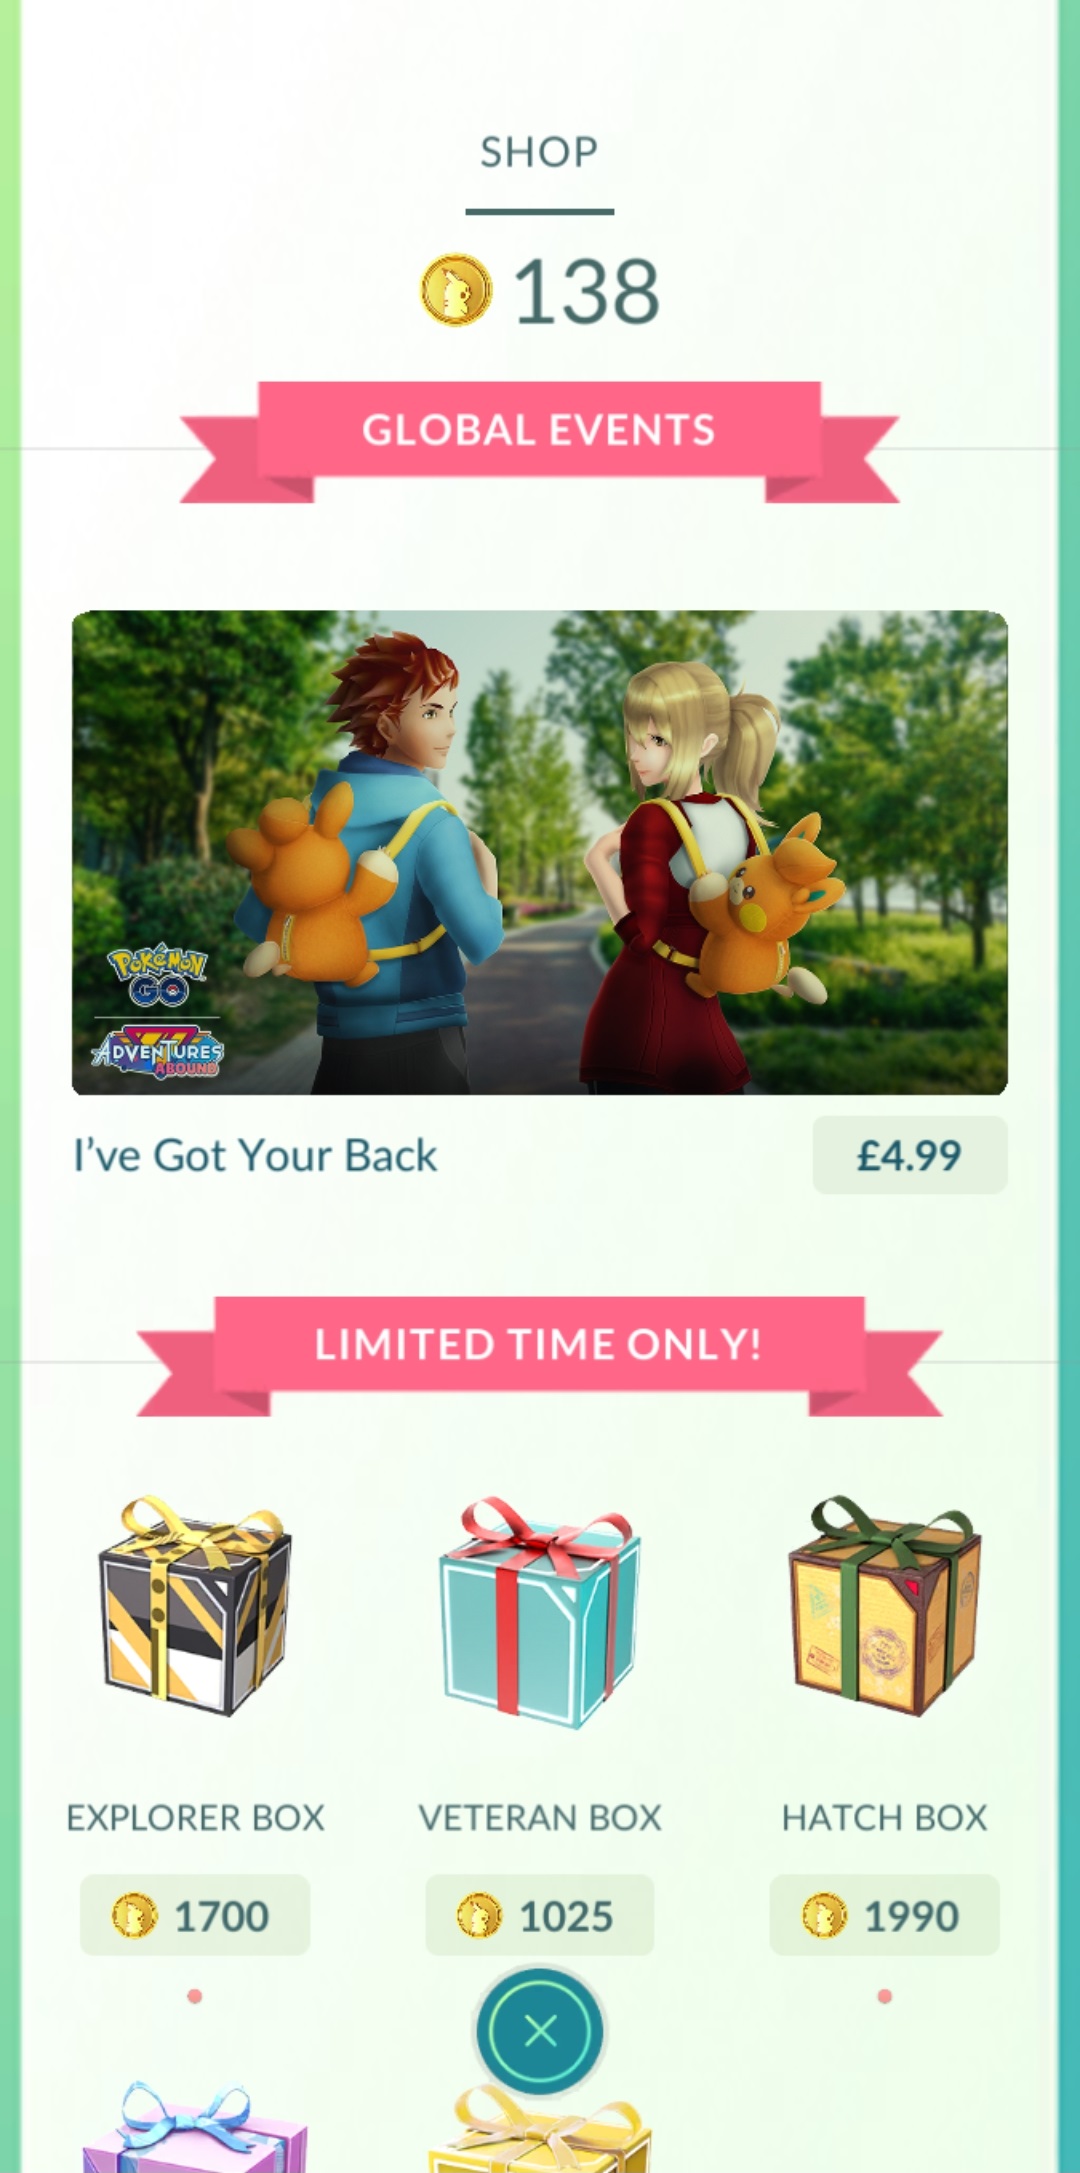 SHOP
138
GLOBAL EVENTS
POKÉMON
GO
ADVENTURES
ABOUND
I've Got Your Back
£4.99
LIMITED TIME ONLY!
EXPLORER BOX
VETERAN BOX
HATCH BOX
1700
1025
1990